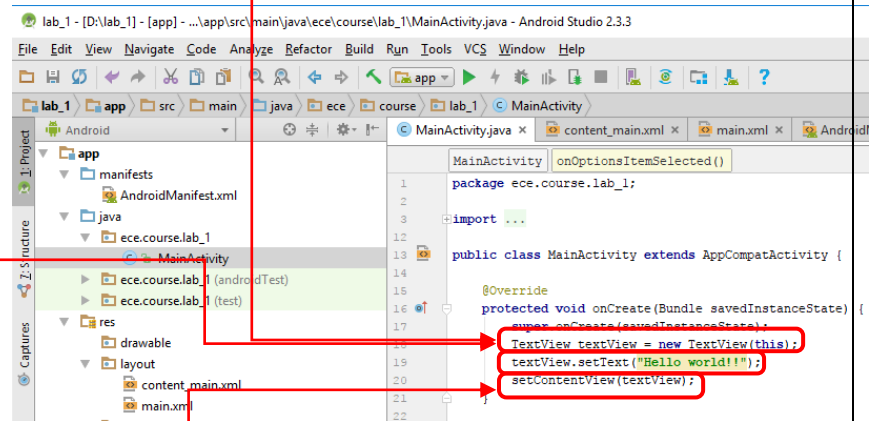 lab_1 - [D:\lab_1] - [app] - ...\app\src\main\java\ece\course\lab_1\MainActivity.java - Android Studio 2.3.3
File Edit View Navigate Code Analyze Refactor Build Run Tools VCS Window Help
app
lab_1 app src main java ece course lab_1 MainActivity
1: Project
Android
MainActivity.java × content_main.xml × main.xml ×
app
MainActivity onOptionsItemSelected()
manifests
1 package ece.course.lab_1;
AndroidManifest.xml
2
java
3 import ...
ece.course.lab_1
12
MainActivity
13 public class MainActivity extends AppCompatActivity {
ece.course.lab_1 (androidTest)
14
ece.course.lab_1 (test)
15 @Override
res
16 protected void onCreate(Bundle savedInstanceState) {
drawable
17 super.onCreate(savedInstanceState);
layout
18 TextView textView = new TextView(this);
content_main.xml
19 textView.setText("Hello world!!");
main.xml
20 setContentView(textView);
21 }
22
Z: Structure
Captures